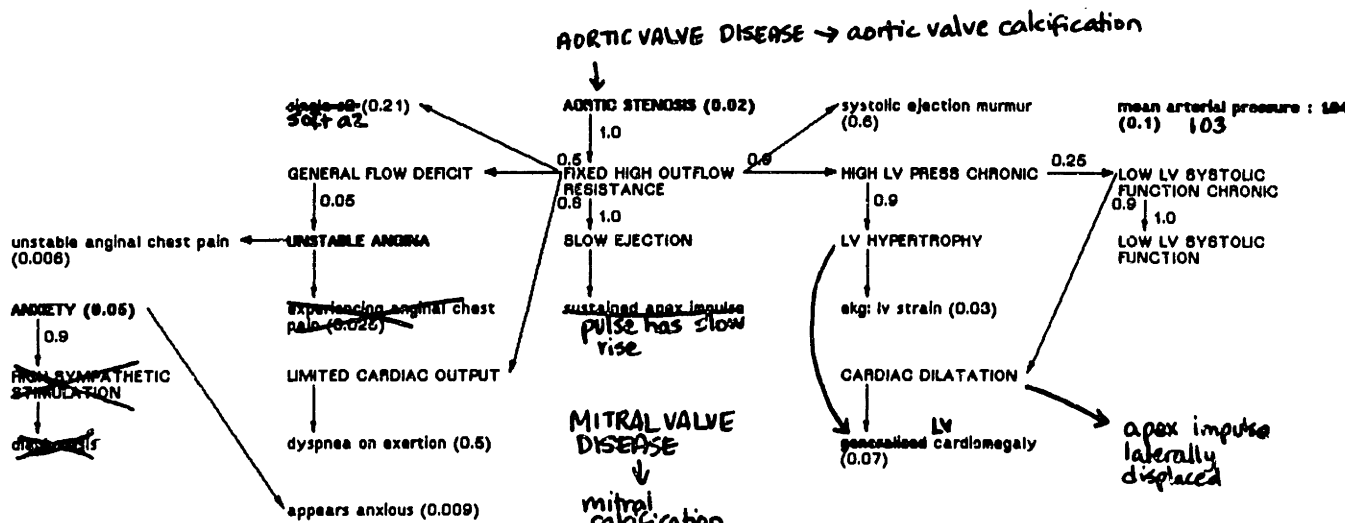 AORTIC VALVE DISEASE → aortic valve calcification
single s2 (0.21)
soft a2
AORTIC STENOSIS (0.02)
systolic ejection murmur
(0.6)
mean arterial pressure : 104
(0.1) 103
1.0
0.5
0.9
0.25
GENERAL FLOW DEFICIT
FIXED HIGH OUTFLOW
RESISTANCE
HIGH LV PRESS CHRONIC
LOW LV SYSTOLIC
FUNCTION CHRONIC
0.05
0.6
1.0
0.9
0.9
1.0
unstable anginal chest pain
(0.006)
UNSTABLE ANGINA
SLOW EJECTION
LV HYPERTROPHY
LOW LV SYSTOLIC
FUNCTION
ANXIETY (0.05)
experiencing anginal chest
pain (0.025)
sustained apex impulse
pulse has slow
rise
ekg: lv strain (0.03)
0.9
HIGH SYMPATHETIC
STIMULATION
LIMITED CARDIAC OUTPUT
CARDIAC DILATATION
diaphoresis
dyspnea on exertion (0.5)
MITRAL VALVE
DISEASE
LV
generalized cardiomegaly
(0.07)
apex impulse
laterally
displaced
appears anxious (0.009)
mitral
calcification